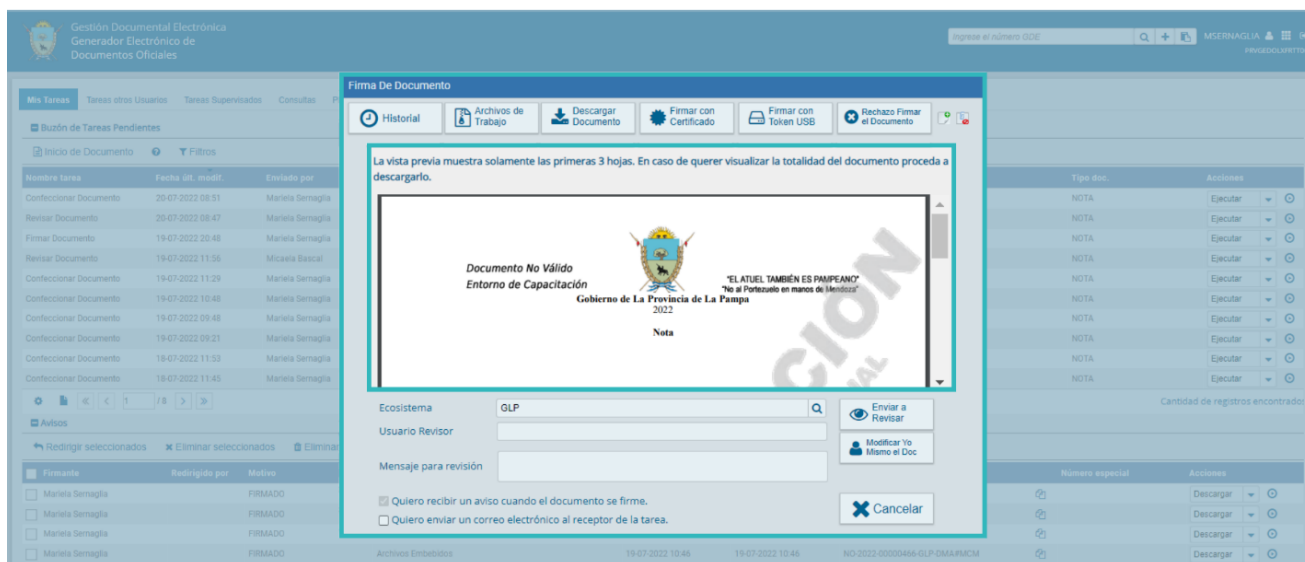 Gestión Documental Electrónica
Generador Electrónico de
Documentos Oficiales
Ingrese el número GDE
MSERNAGLIA
Mis Tareas Tareas otros Usuarios Tareas Supervisados Consultas
Buzón de Tareas Pendientes
Inicio de Documento Filtros
Nombre tarea Fecha últ. modif. Enviado por Tipo doc. Acciones
Confeccionar Documento 20-07-2022 08:51 Mariela Sernaglia NOTA Ejecutar
Revisar Documento 20-07-2022 08:47 Mariela Sernaglia NOTA Ejecutar
Firmar Documento 19-07-2022 20:48 Mariela Sernaglia NOTA Ejecutar
Revisar Documento 19-07-2022 11:56 Micaela Bascal NOTA Ejecutar
Confeccionar Documento 19-07-2022 11:29 Mariela Sernaglia NOTA Ejecutar
Confeccionar Documento 19-07-2022 10:48 Mariela Sernaglia NOTA Ejecutar
Confeccionar Documento 19-07-2022 09:48 Mariela Sernaglia NOTA Ejecutar
Confeccionar Documento 19-07-2022 09:21 Mariela Sernaglia NOTA Ejecutar
Confeccionar Documento 18-07-2022 11:53 Mariela Sernaglia NOTA Ejecutar
Confeccionar Documento 18-07-2022 11:45 Mariela Sernaglia NOTA Ejecutar
1 / 8
Cantidad de registros encontrados
Avisos
Redirigir seleccionados Eliminar seleccionados Eliminar
Firmante Redirigido por Motivo Número especial Acciones
Mariela Sernaglia FIRMADO Descargar
Mariela Sernaglia FIRMADO Descargar
Mariela Sernaglia FIRMADO Descargar
Mariela Sernaglia FIRMADO Archivos Embebidos 19-07-2022 10:46 19-07-2022 10:46 NO-2022-00000466-GLP-DMA#MCM Descargar
Firma De Documento
Historial
Archivos de
Trabajo
Descargar
Documento
Firmar con
Certificado
Firmar con
Token USB
Rechazo Firmar
el Documento
La vista previa muestra solamente las primeras 3 hojas. En caso de querer visualizar la totalidad del documento proceda a
descargarlo.
Documento No Válido
Entorno de Capacitación
"EL ATUEL TAMBIÉN ES PAMPEANO"
"No al Portezuelo en manos de Mendoza"
Gobierno de La Provincia de La Pampa
2022
Nota
CIÓN
IAL
Ecosistema GLP
Usuario Revisor
Mensaje para revisión
Enviar a
Revisar
Modificar Yo
Mismo el Doc
Quiero recibir un aviso cuando el documento se firme.
Quiero enviar un correo electrónico al receptor de la tarea.
Cancelar